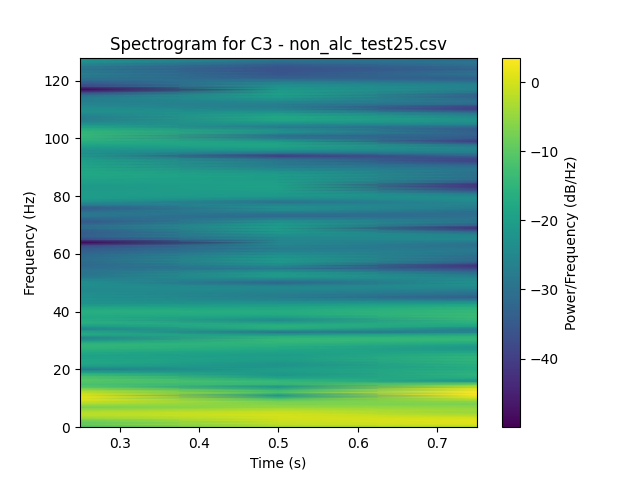 Spectrogram for C3 - non_alc_test25.csv
120
100
80
60
40
20
0
Frequency (Hz)
0.3 0.4 0.5 0.6 0.7
Time (s)
0
−10
−20
−30
−40
Power/Frequency (dB/Hz)